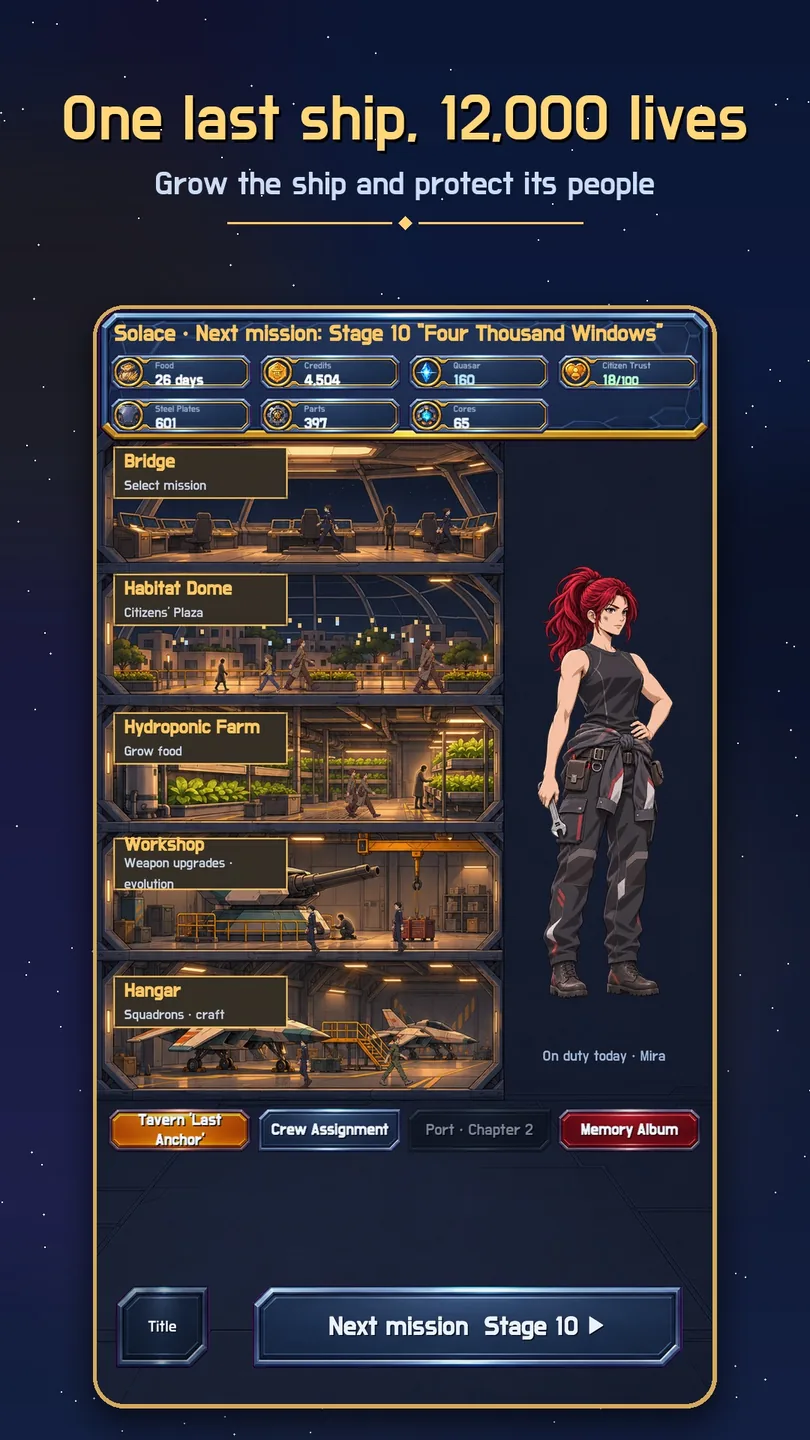 One last ship, 12,000 lives
Grow the ship and protect its people
Solace · Next mission: Stage 10 "Four Thousand Windows"
Food
26 days
Credits
4,504
Quasar
160
Citizen Trust
18/100
Steel Plates
601
Parts
397
Cores
65
Bridge
Select mission
Habitat Dome
Citizens' Plaza
Hydroponic Farm
Grow food
Workshop
Weapon upgrades ·
evolution
Hangar
Squadrons · craft
On duty today · Mira
Tavern 'Last
Anchor'
Crew Assignment
Port · Chapter 2
Memory Album
Title
Next mission Stage 10 ▶